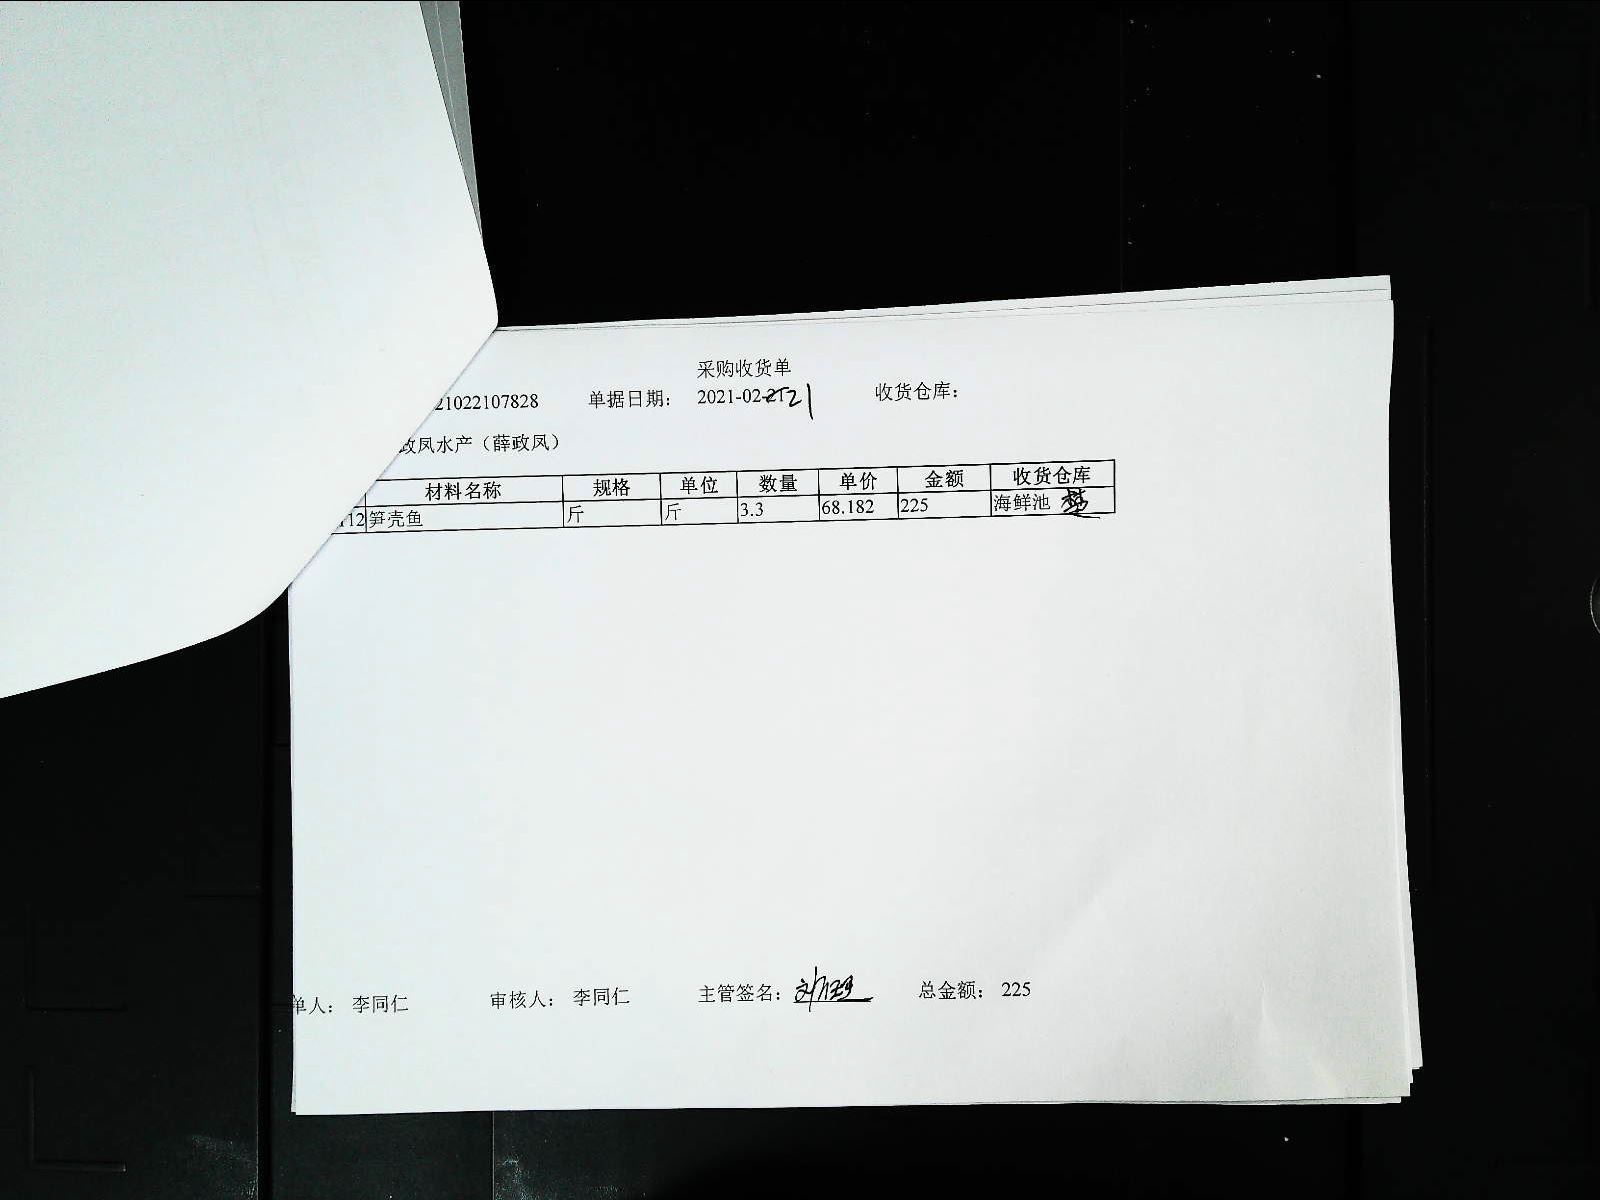 采购收货单
21022107828 单据日期： 2021-02-21 收货仓库：
政凤水产（薛政凤）
材料名称 规格 单位 数量 单价 金额 收货仓库
112 笋壳鱼 斤 斤 3.3 68.182 225 海鲜池
单人： 李同仁 审核人： 李同仁 主管签名： 总金额： 225